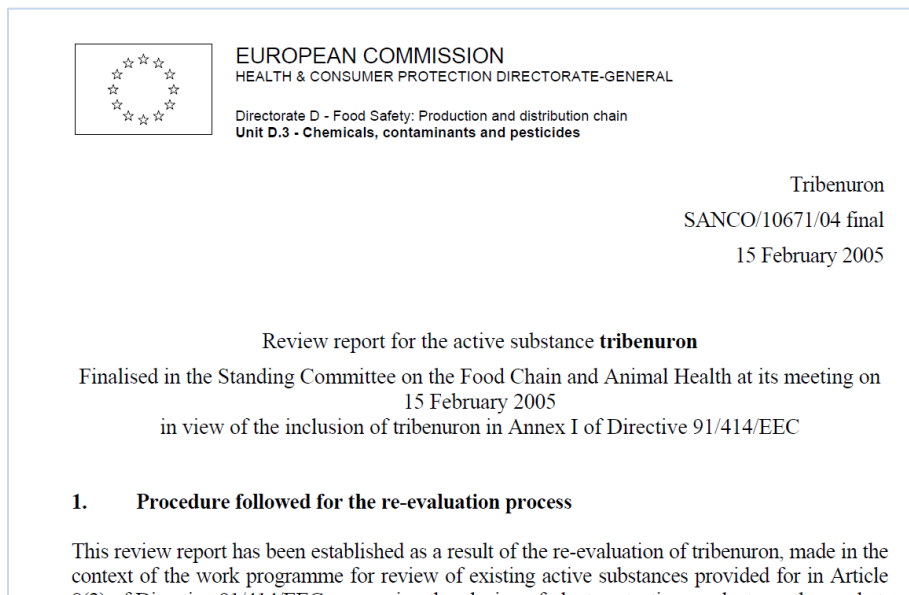 EUROPEAN COMMISSION
HEALTH & CONSUMER PROTECTION DIRECTORATE-GENERAL
Directorate D - Food Safety: Production and distribution chain
Unit D.3 - Chemicals, contaminants and pesticides
Tribenuron
SANCO/10671/04 final
15 February 2005
Review report for the active substance tribenuron
Finalised in the Standing Committee on the Food Chain and Animal Health at its meeting on
15 February 2005
in view of the inclusion of tribenuron in Annex I of Directive 91/414/EEC
1. Procedure followed for the re-evaluation process
This review report has been established as a result of the re-evaluation of tribenuron, made in the
context of the work programme for review of existing active substances provided for in Article